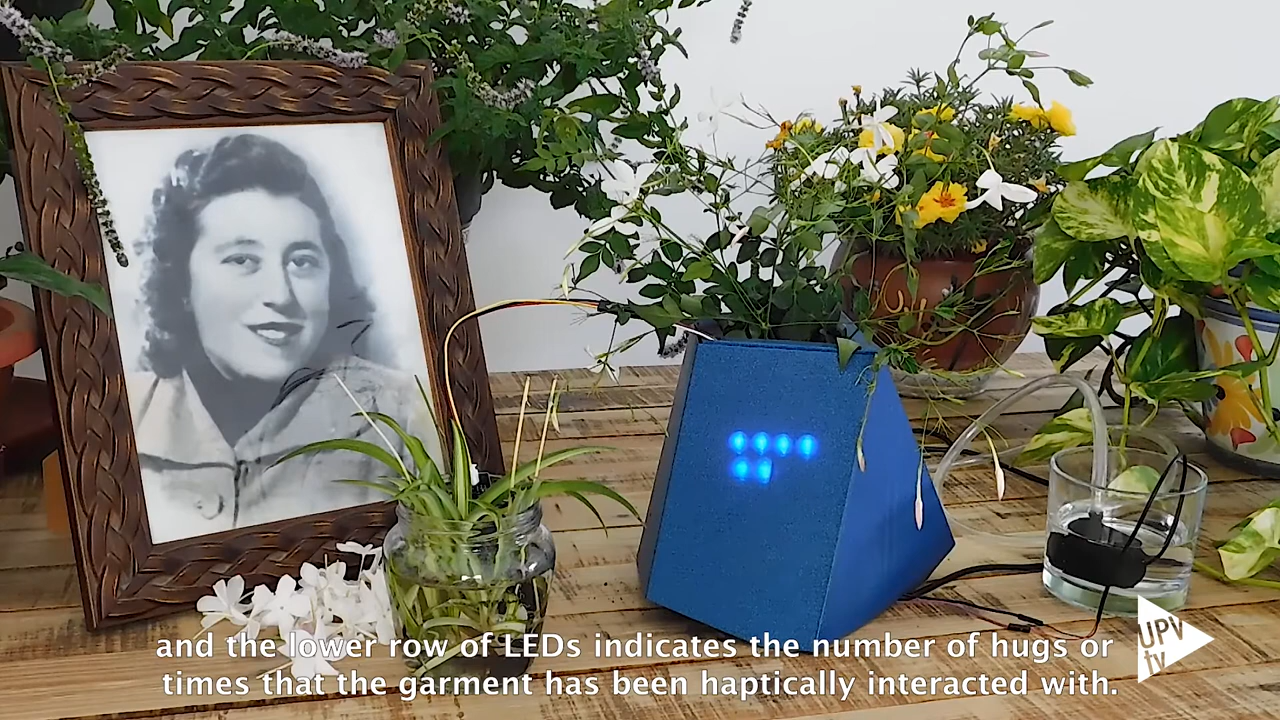 UPV
tv
and the lower row of LEDs indicates the number of hugs or
times that the garment has been haptically interacted with.